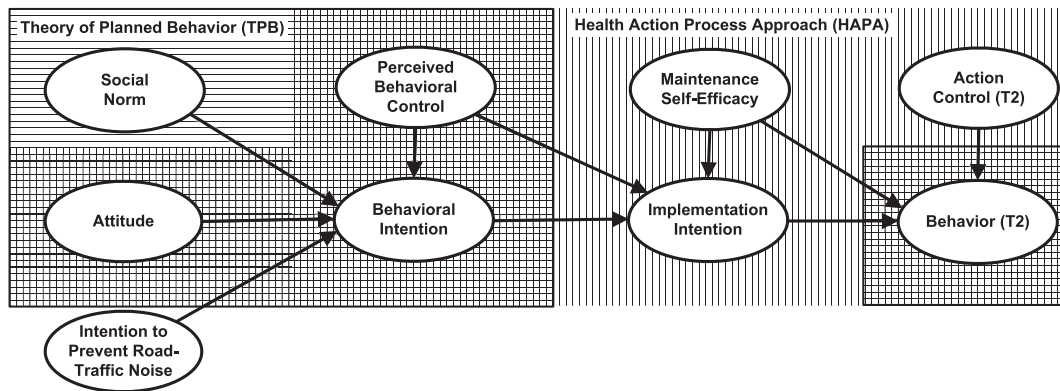 Theory of Planned Behavior (TPB)
Health Action Process Approach (HAPA)
Social
Norm
Perceived
Behavioral
Control
Maintenance
Self-Efficacy
Action
Control (T2)
Attitude
Behavioral
Intention
Implementation
Intention
Behavior (T2)
Intention to
Prevent Road-
Traffic Noise